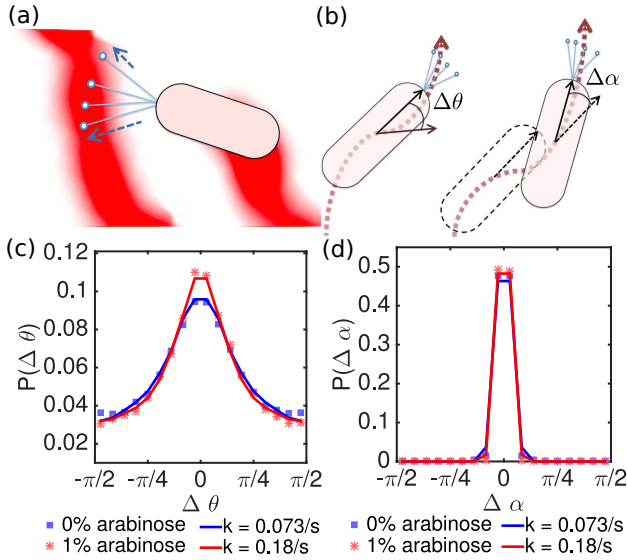 (a)
(b)
Δθ
Δα
(c)
P(Δ θ)
0.12
0.1
0.08
0.06
0.04
0.02
-π/2 -π/4 0 π/4 π/2
Δ θ
0% arabinose k = 0.073/s
1% arabinose k = 0.18/s
(d)
P(Δ α)
0.5
0.4
0.3
0.2
0.1
0
-π/2 -π/4 0 π/4 π/2
Δ α
0% arabinose k = 0.073/s
1% arabinose k = 0.18/s